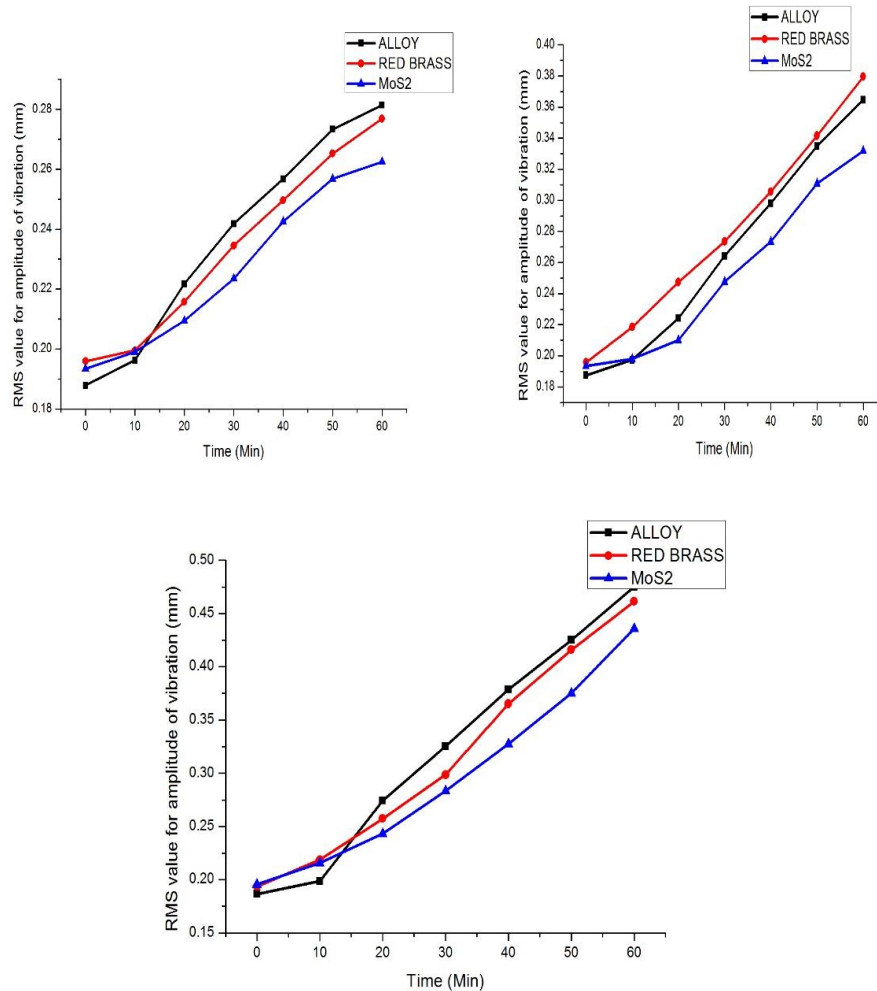 ALLOY
RED BRASS
MoS2
RMS value for amplitude of vibration (mm)
0.28
0.26
0.24
0.22
0.20
0.18
0 10 20 30 40 50 60
Time (Min)
ALLOY
RED BRASS
MoS2
RMS value for amplitude of vibration (mm)
0.40
0.38
0.36
0.34
0.32
0.30
0.28
0.26
0.24
0.22
0.20
0.18
0 10 20 30 40 50 60
Time (Min)
ALLOY
RED BRASS
MoS2
RMS value for amplitude of vibration (mm)
0.50
0.45
0.40
0.35
0.30
0.25
0.20
0.15
0 10 20 30 40 50 60
Time (Min)